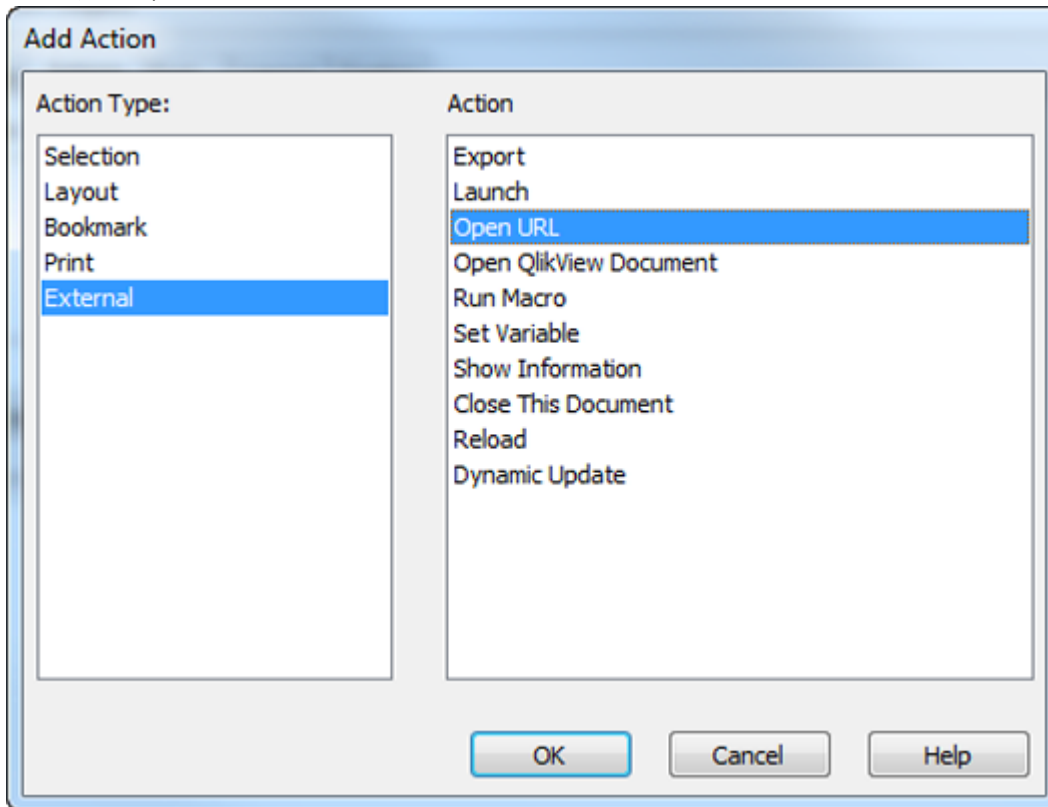 Add Action
Action Type:
Selection
Layout
Bookmark
Print
External
Action
Export
Launch
Open URL
Open QlikView Document
Run Macro
Set Variable
Show Information
Close This Document
Reload
Dynamic Update
OK
Cancel
Help